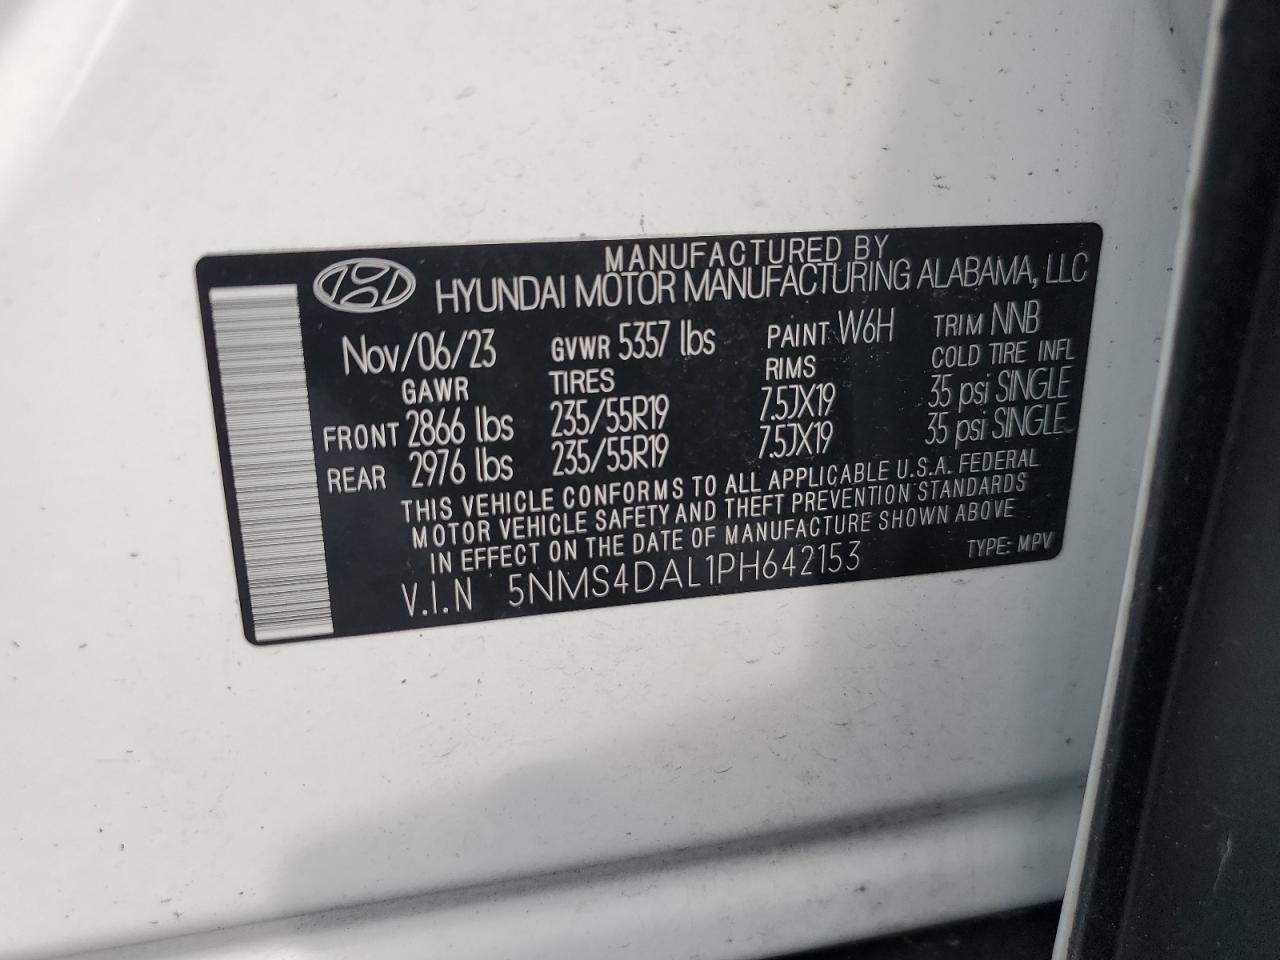 MANUFACTURED BY
HYUNDAI MOTOR MANUFACTURING ALABAMA, LLC
Nov/06/23 GVWR 5357 lbs PAINT W6H TRIM NNB
GAWR TIRES RIMS COLD TIRE INFL
FRONT 2866 lbs 235/55R19 7.5JX19 35 psi SINGLE
REAR 2976 lbs 235/55R19 7.5JX19 35 psi SINGLE
THIS VEHICLE CONFORMS TO ALL APPLICABLE U.S.A. FEDERAL
MOTOR VEHICLE SAFETY AND THEFT PREVENTION STANDARDS
IN EFFECT ON THE DATE OF MANUFACTURE SHOWN ABOVE
V.I.N 5NMS4DAL1PH642153 TYPE: MPV